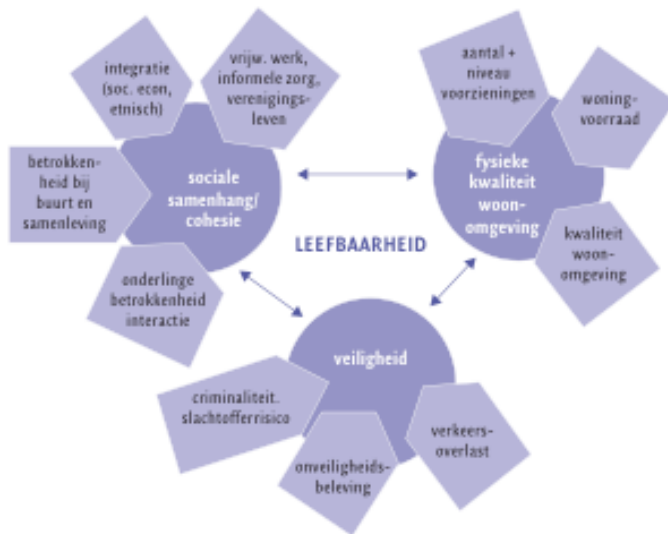 integratie
(soc. econ,
etnisch)
vrijw. werk,
informele zorg,
verenigings-
leven
betrokken-
heid bij
buurt en
samenleving
sociale
samenhang/
cohesie
onderlinge
betrokkenheid
interactie
aantal +
niveau
voorzieningen
woning-
voorraad
fysieke
kwaliteit
woon-
omgeving
kwaliteit
woon-
omgeving
LEEFBAARHEID
veiligheid
criminaliteit.
slachtofferrisico
onveiligheids-
beleving
verkeers-
overlast